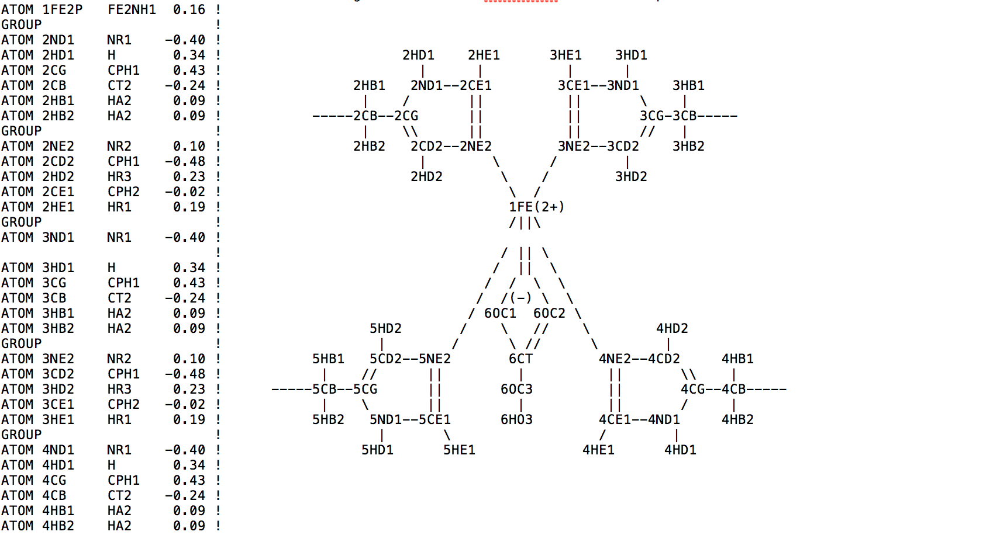 ATOM 1FE2P   FE2NH1  0.16 !
GROUP                     !
ATOM 2ND1    NR1    -0.40 !
ATOM 2HD1    H       0.34 !                      2HD1    2HE1      3HE1    3HD1
ATOM 2CG     CPH1    0.43 !                        |      |          |      |
ATOM 2CB     CT2    -0.24 !                2HB1   2ND1--2CE1        3CE1--3ND1    3HB1
ATOM 2HB1    HA2     0.09 !                 |    /       ||          ||       \    |
ATOM 2HB2    HA2     0.09 !           -----2CB--2CG      ||          ||       3CG-3CB-----
GROUP                     !                 |    \\      ||          ||       //   |
ATOM 2NE2    NR2     0.10 !                2HB2   2CD2--2NE2        3NE2--3CD2    3HB2
ATOM 2CD2    CPH1   -0.48 !                        |        \      /        |
ATOM 2HD2    HR3     0.23 !                       2HD2       \    /        3HD2
ATOM 2CE1    CPH2   -0.02 !                                   \  /
ATOM 2HE1    HR1     0.19 !                                   1FE(2+)
GROUP                     !                                   /||\
ATOM 3ND1    NR1    -0.40 !
                          !                                  / || \
ATOM 3HD1    H       0.34 !                                 /  ||  \
ATOM 3CG     CPH1    0.43 !                                /  /  \  \
ATOM 3CB     CT2    -0.24 !                               /  /(-) \  \
ATOM 3HB1    HA2     0.09 !                              / 6OC1  6OC2 \
ATOM 3HB2    HA2     0.09 !                  5HD2       /    \   //    \        4HD2
GROUP                     !                   |        /      \ //      \        |
ATOM 3NE2    NR2     0.10 !           5HB1   5CD2--5NE2       6CT        4NE2--4CD2     4HB1
ATOM 3CD2    CPH1   -0.48 !            |    //      ||         |          ||       \\    |
ATOM 3HD2    HR3     0.23 !      -----5CB--5CG      ||        6OC3        ||       4CG--4CB-----
ATOM 3CE1    CPH2   -0.02 !            |    \       ||         |          ||       /     |
ATOM 3HE1    HR1     0.19 !           5HB2   5ND1--5CE1       6HO3       4CE1--4ND1     4HB2
GROUP                     !                   |       \                  /        |
ATOM 4ND1    NR1    -0.40 !                 5HD1      5HE1             4HE1      4HD1
ATOM 4HD1    H       0.34 !
ATOM 4CG     CPH1    0.43 !
ATOM 4CB     CT2    -0.24 !
ATOM 4HB1    HA2     0.09 !
ATOM 4HB2    HA2     0.09 !